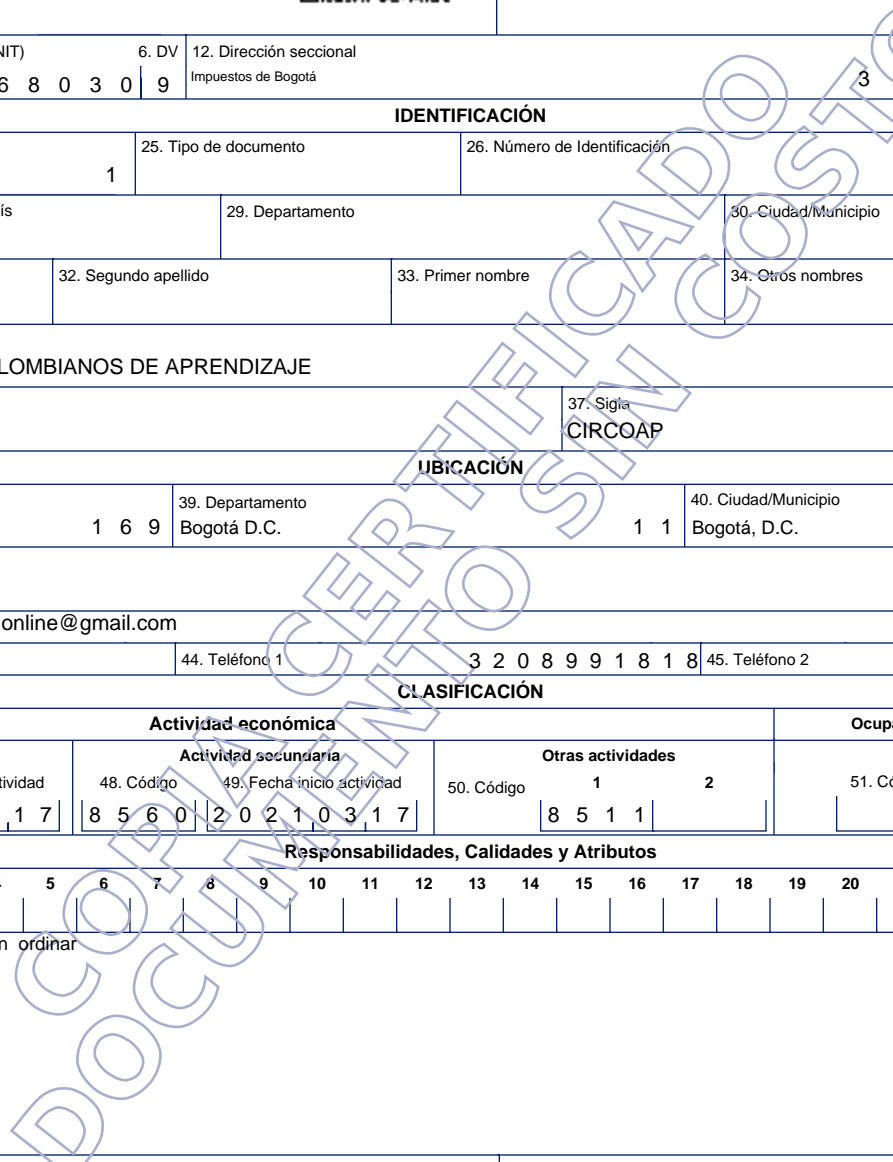 NIT) 6. DV 12. Dirección seccional
6 8 0 3 0 9 Impuestos de Bogotá 3
IDENTIFICACIÓN
25. Tipo de documento 26. Número de Identificación
1
ís 29. Departamento 30. Ciudad/Municipio
32. Segundo apellido 33. Primer nombre 34. Otros nombres
LOMBIANOS DE APRENDIZAJE
37. Sigla
CIRCOAP
UBICACIÓN
39. Departamento 40. Ciudad/Municipio
1 6 9 Bogotá D.C. 1 1 Bogotá, D.C.
online@gmail.com
44. Teléfono 1 3 2 0 8 9 9 1 8 1 8 45. Teléfono 2
CLASIFICACIÓN
Actividad económica Ocupa
Actividad secundaria Otras actividades
tividad 48. Código 49. Fecha inicio actividad 50. Código 1 2 51. Có
1 7 8 5 6 0 2 0 2 1 0 3 1 7 8 5 1 1
Responsabilidades, Calidades y Atributos
5 6 7 8 9 10 11 12 13 14 15 16 17 18 19 20
n ordinar
COPIA CERTIFICADO
DOCUMENTO SIN COSTO